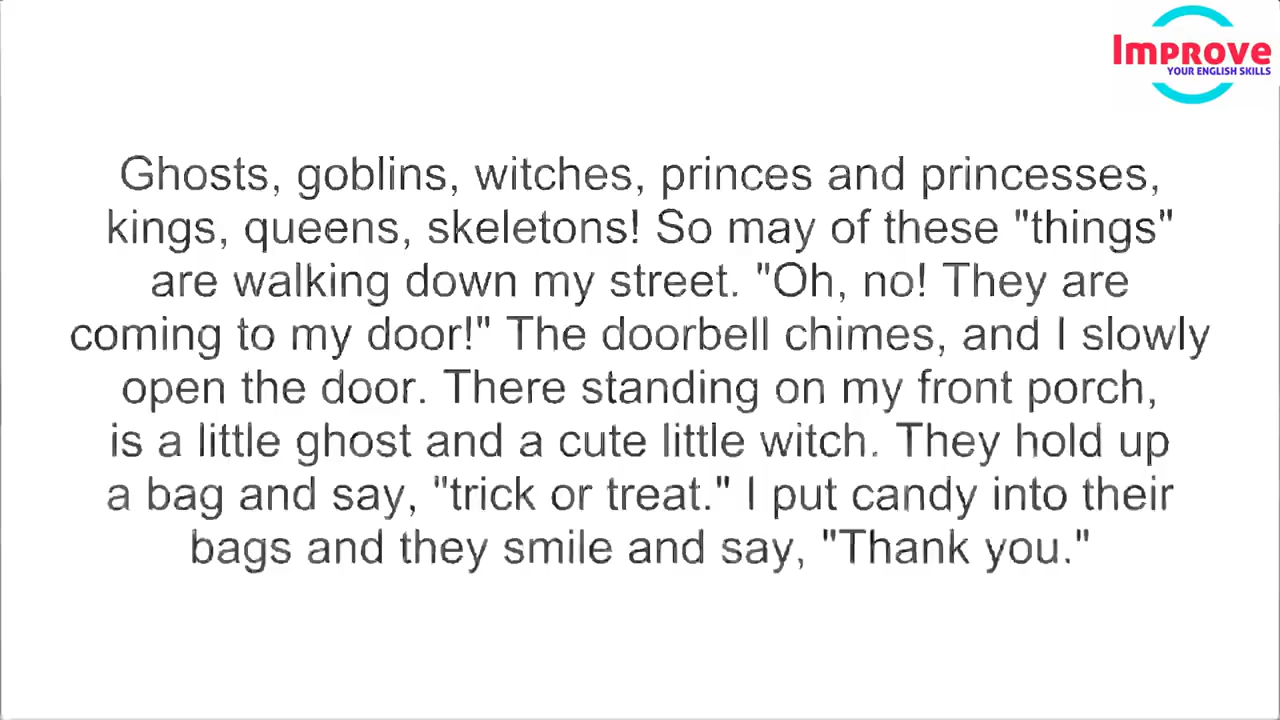 Improve
YOUR ENGLISH SKILLS
Ghosts, goblins, witches, princes and princesses,
kings, queens, skeletons! So may of these "things"
are walking down my street. "Oh, no! They are
coming to my door!" The doorbell chimes, and I slowly
open the door. There standing on my front porch,
is a little ghost and a cute little witch. They hold up
a bag and say, "trick or treat." I put candy into their
bags and they smile and say, "Thank you."